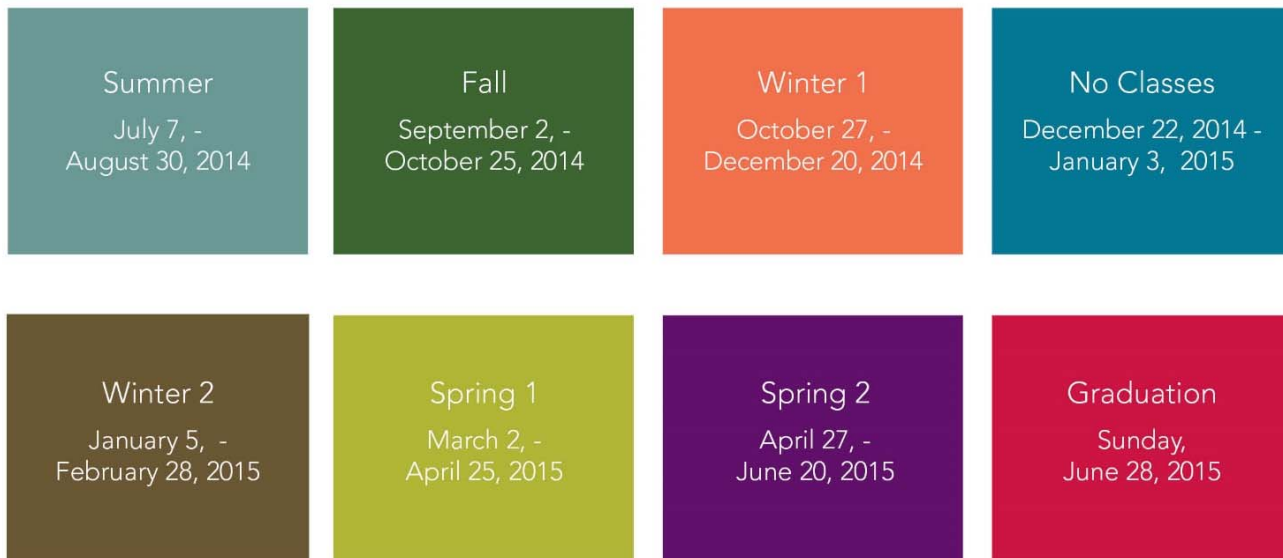 Summer
July 7, -
August 30, 2014
Fall
September 2, -
October 25, 2014
Winter 1
October 27, -
December 20, 2014
No Classes
December 22, 2014 -
January 3,  2015
Winter 2
January 5,  -
February 28, 2015
Spring 1
March 2, -
April 25, 2015
Spring 2
April 27, -
June 20, 2015
Graduation
Sunday,
June 28, 2015